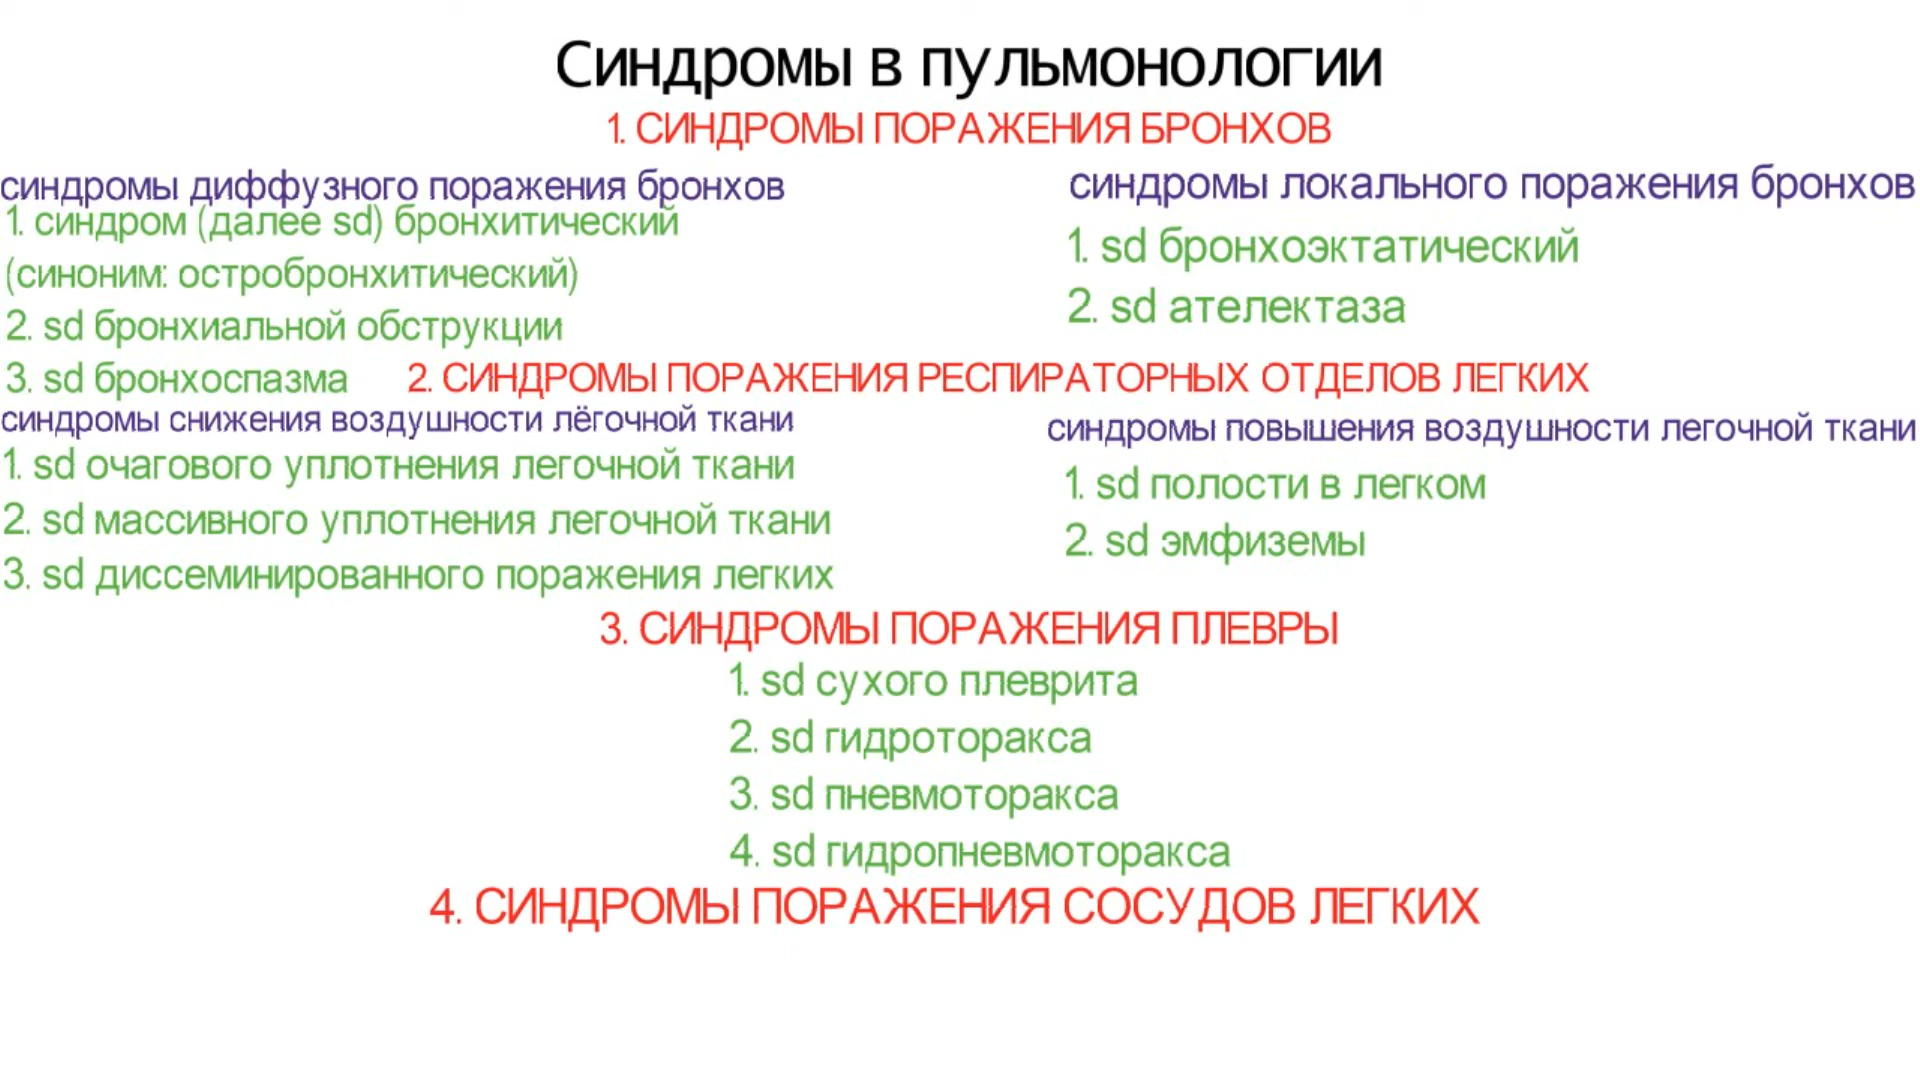 Синдромы в пульмонологии
1. СИНДРОМЫ ПОРАЖЕНИЯ БРОНХОВ
синдромы диффузного поражения бронхов
1. синдром (далее sd) бронхитический
(синоним: остробронхитический)
2. sd бронхиальной обструкции
3. sd бронхоспазма
синдромы локального поражения бронхов
1. sd бронхоэктатический
2. sd ателектаза
2. СИНДРОМЫ ПОРАЖЕНИЯ РЕСПИРАТОРНЫХ ОТДЕЛОВ ЛЕГКИХ
синдромы снижения воздушности лёгочной ткани
1. sd очагового уплотнения легочной ткани
2. sd массивного уплотнения легочной ткани
3. sd диссеминированного поражения легких
синдромы повышения воздушности легочной ткани
1. sd полости в легком
2. sd эмфиземы
3. СИНДРОМЫ ПОРАЖЕНИЯ ПЛЕВРЫ
1. sd сухого плеврита
2. sd гидроторакса
3. sd пневмоторакса
4. sd гидропневмоторакса
4. СИНДРОМЫ ПОРАЖЕНИЯ СОСУДОВ ЛЕГКИХ